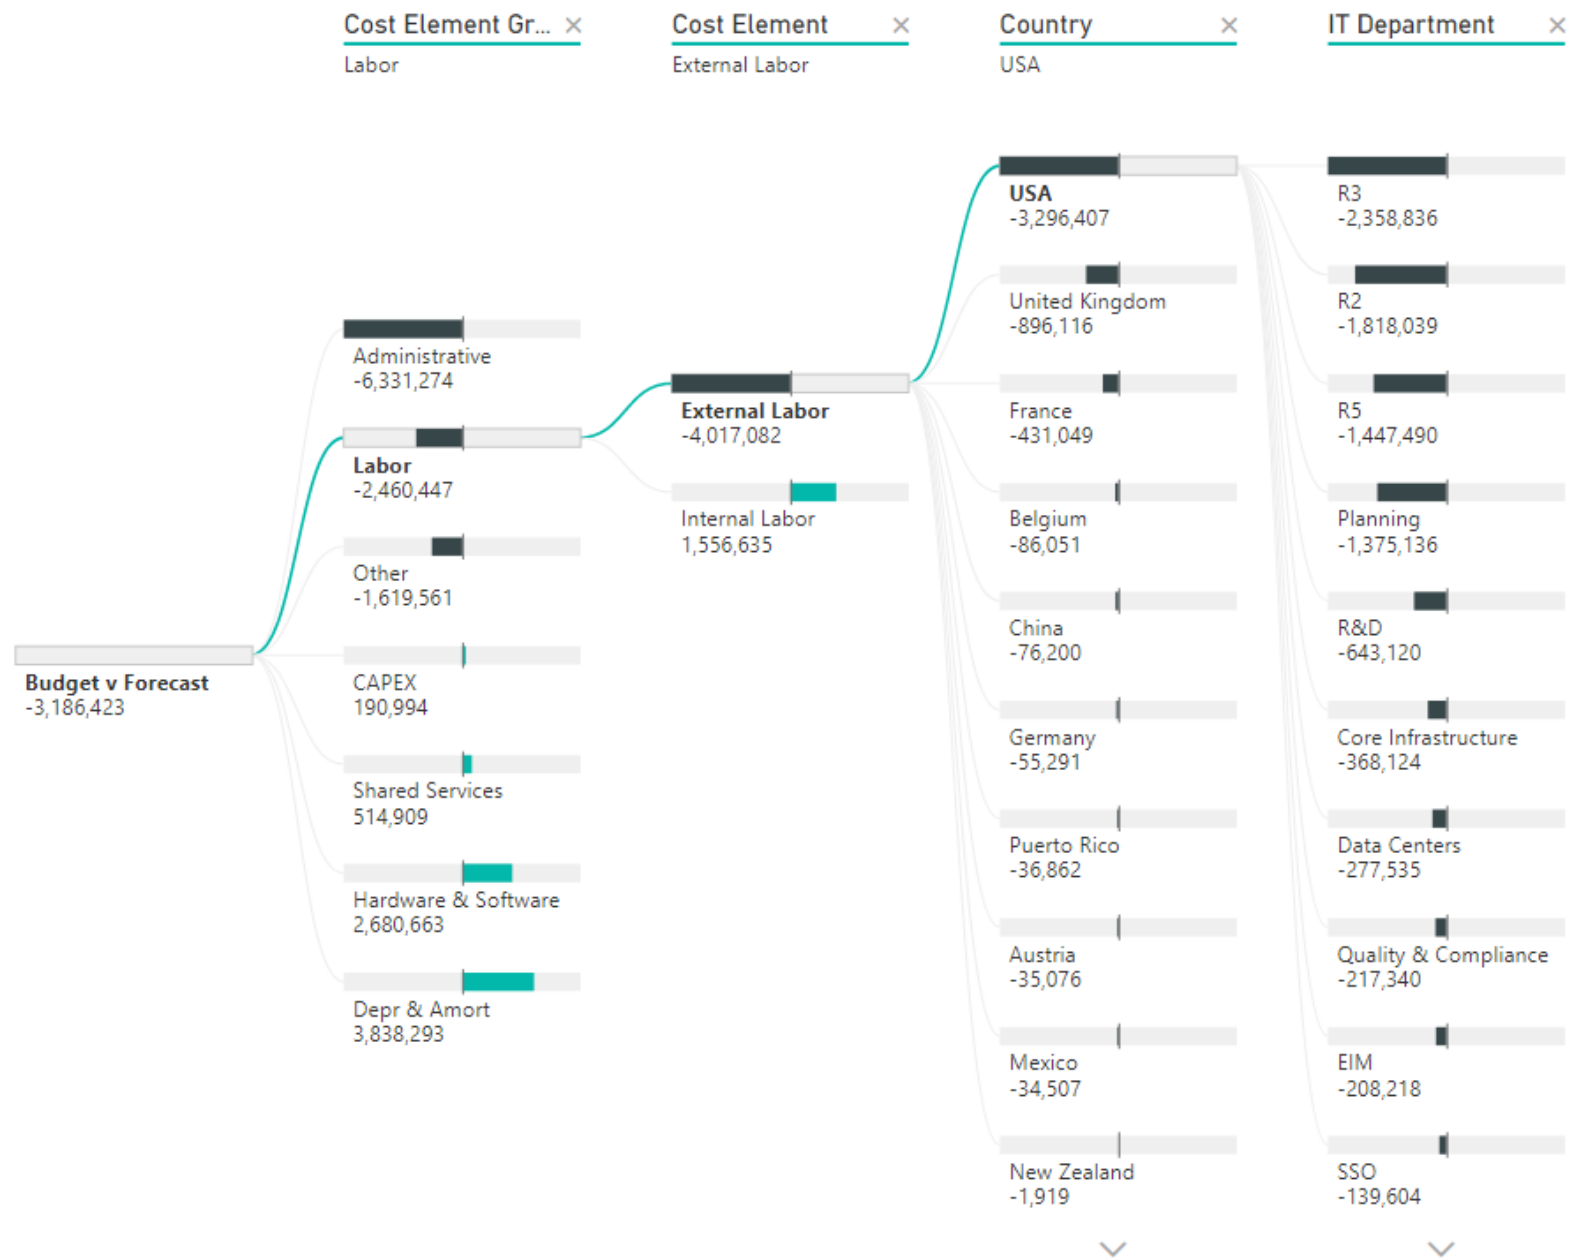 Cost Element Gr...
Labor
Cost Element
External Labor
Country
USA
IT Department
Budget v Forecast
-3,186,423
Administrative
-6,331,274
Labor
-2,460,447
Other
-1,619,561
CAPEX
190,994
Shared Services
514,909
Hardware & Software
2,680,663
Depr & Amort
3,838,293
External Labor
-4,017,082
Internal Labor
1,556,635
USA
-3,296,407
United Kingdom
-896,116
France
-431,049
Belgium
-86,051
China
-76,200
Germany
-55,291
Puerto Rico
-36,862
Austria
-35,076
Mexico
-34,507
New Zealand
-1,919
R3
-2,358,836
R2
-1,818,039
R5
-1,447,490
Planning
-1,375,136
R&D
-643,120
Core Infrastructure
-368,124
Data Centers
-277,535
Quality & Compliance
-217,340
EIM
-208,218
SSO
-139,604